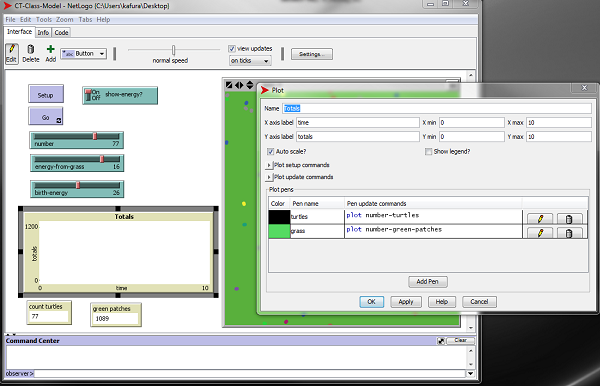 CT-Class-Model - NetLogo {C:\Users\kafura\Desktop}
File Edit Tools Zoom Tabs Help
Interface Info Code
Edit Delete Add
abc Button
normal speed
view updates
on ticks
Settings...
Setup
On
Off
show-energy?
Go
number 77
energy-from-grass 16
birth-energy 26
Totals
1200
totals
0
0 time 10
count turtles
77
green patches
1089
Command Center
Clear
observer>
Plot
Name Totals
X axis label time X min 0 X max 10
Y axis label totals Y min 0 Y max 10
Auto scale? Show legend?
Plot setup commands
Plot update commands
Plot pens
Color Pen name Pen update commands
turtles plot number-turtles
grass plot number-green-patches
Add Pen
OK Apply Help Cancel